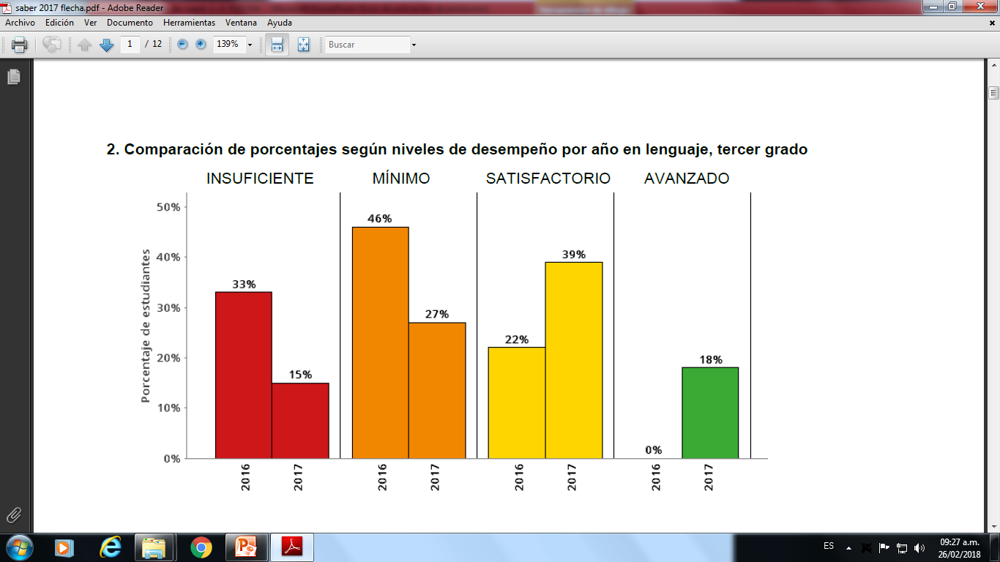 saber 2017 flecha.pdf - Adobe Reader
Archivo Edición Ver Documento Herramientas Ventana Ayuda
1 / 12 139% Buscar
2. Comparación de porcentajes según niveles de desempeño por año en lenguaje, tercer grado
INSUFICIENTE MÍNIMO SATISFACTORIO AVANZADO
Porcentaje de estudiantes
50%
40%
30%
20%
10%
0%
33% 15% 46% 27% 22% 39% 0% 18%
2016 2017 2016 2017 2016 2017 2016 2017
ES 09:27 a.m.
26/02/2018